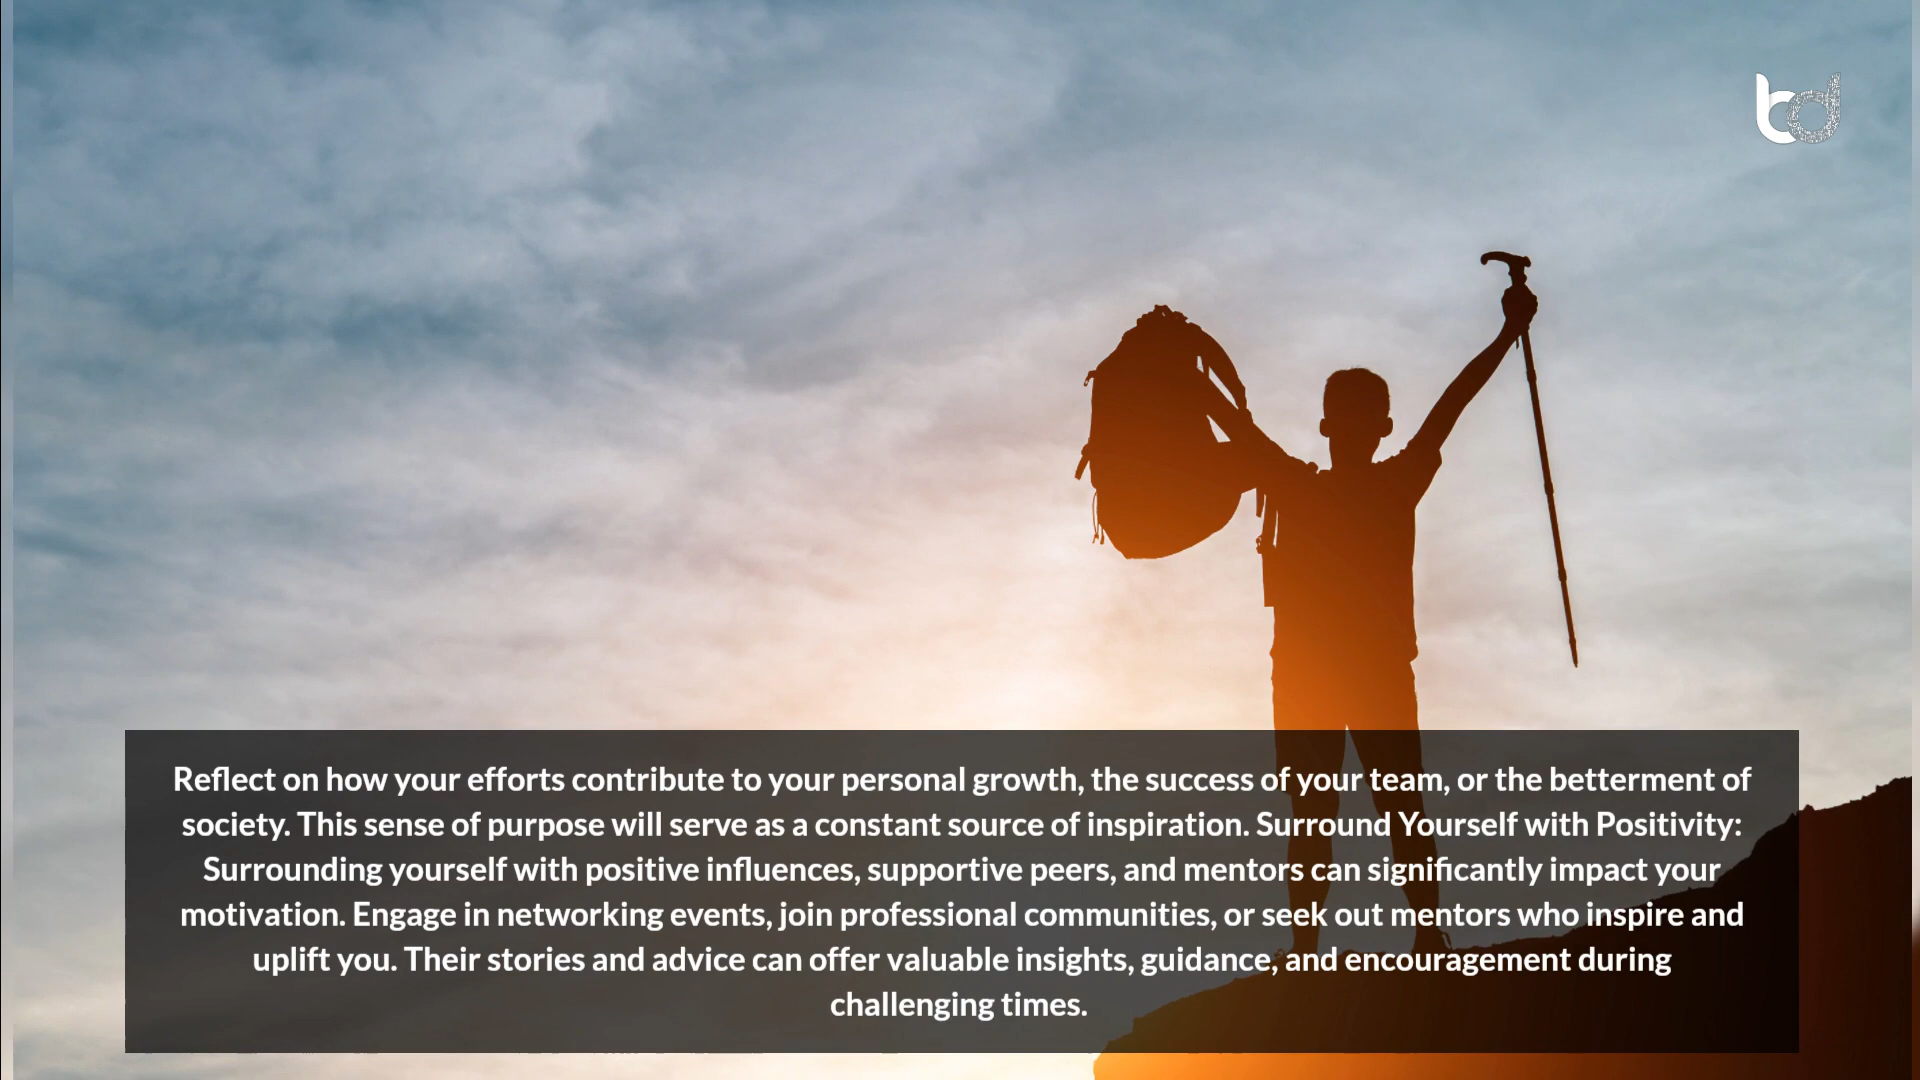 bd
Reflect on how your efforts contribute to your personal growth, the success of your team, or the betterment of
society. This sense of purpose will serve as a constant source of inspiration. Surround Yourself with Positivity:
Surrounding yourself with positive influences, supportive peers, and mentors can significantly impact your
motivation. Engage in networking events, join professional communities, or seek out mentors who inspire and
uplift you. Their stories and advice can offer valuable insights, guidance, and encouragement during
challenging times.